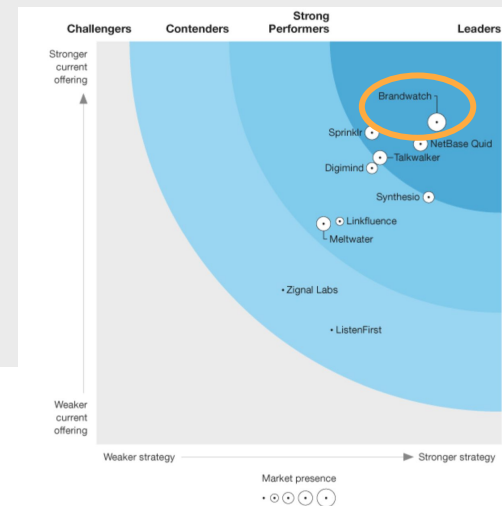 Challengers Contenders Strong Performers Leaders
Stronger
current
offering
Brandwatch
Sprinklr
NetBase Quid
Talkwalker
Digimind
Synthesio
Linkfluence
Meltwater
Zignal Labs
ListenFirst
Weaker
current
offering
Weaker strategy Stronger strategy
Market presence